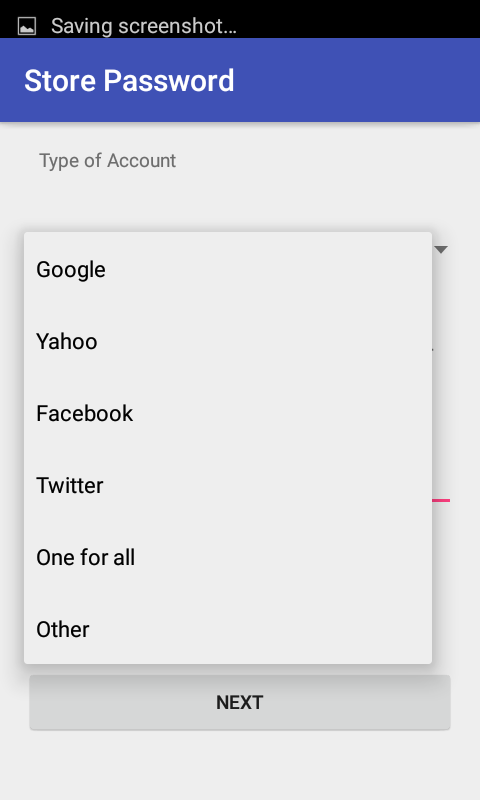 Saving screenshot...
Store Password
Type of Account
Google
Yahoo
Facebook
Twitter
One for all
Other
NEXT